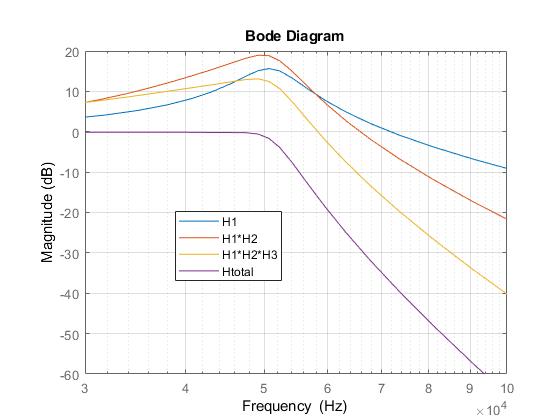 Bode Diagram
20
10
0
-10
-20
-30
-40
-50
-60
Magnitude (dB)
H1
H1*H2
H1*H2*H3
Htotal
3 4 5 6 7 8 9 10
×10⁴
Frequency (Hz)